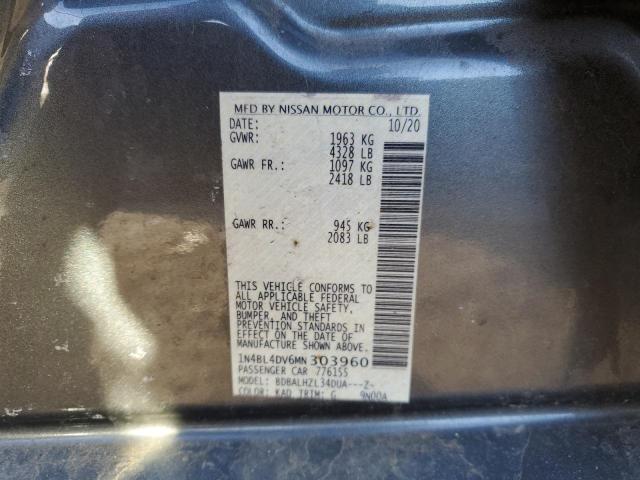 MFD BY NISSAN MOTOR CO., LTD.
DATE: 10/20
GVWR: 1963 KG
4328 LB
GAWR FR.: 1097 KG
2418 LB
GAWR RR.: 945 KG
2083 LB
THIS VEHICLE CONFORMS TO
ALL APPLICABLE FEDERAL
MOTOR VEHICLE SAFETY,
BUMPER, AND THEFT
PREVENTION STANDARDS IN
EFFECT ON THE DATE OF
MANUFACTURE SHOWN ABOVE.
1N4BL4DV6MN303960
PASSENGER CAR 776155
MODEL: BDBALHZL34DUA---Z-
COLOR: KAD TRIM: G 9N00A